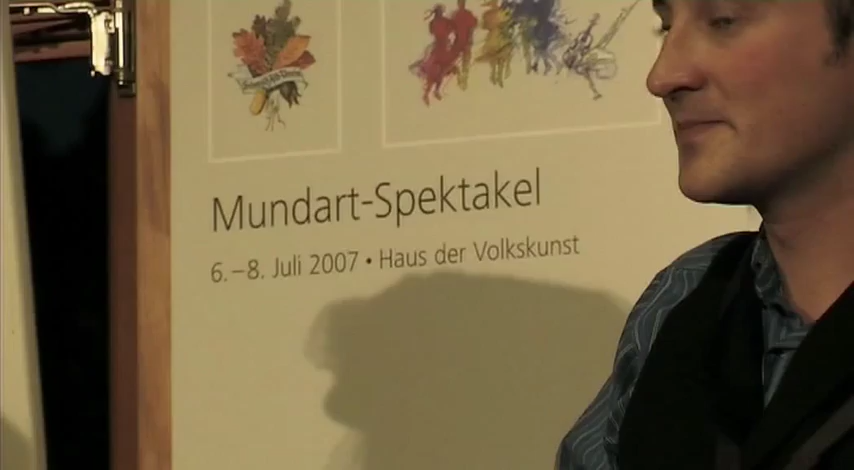 Mundart-Spektakel
6.–8. Juli 2007 • Haus der Volkskunst